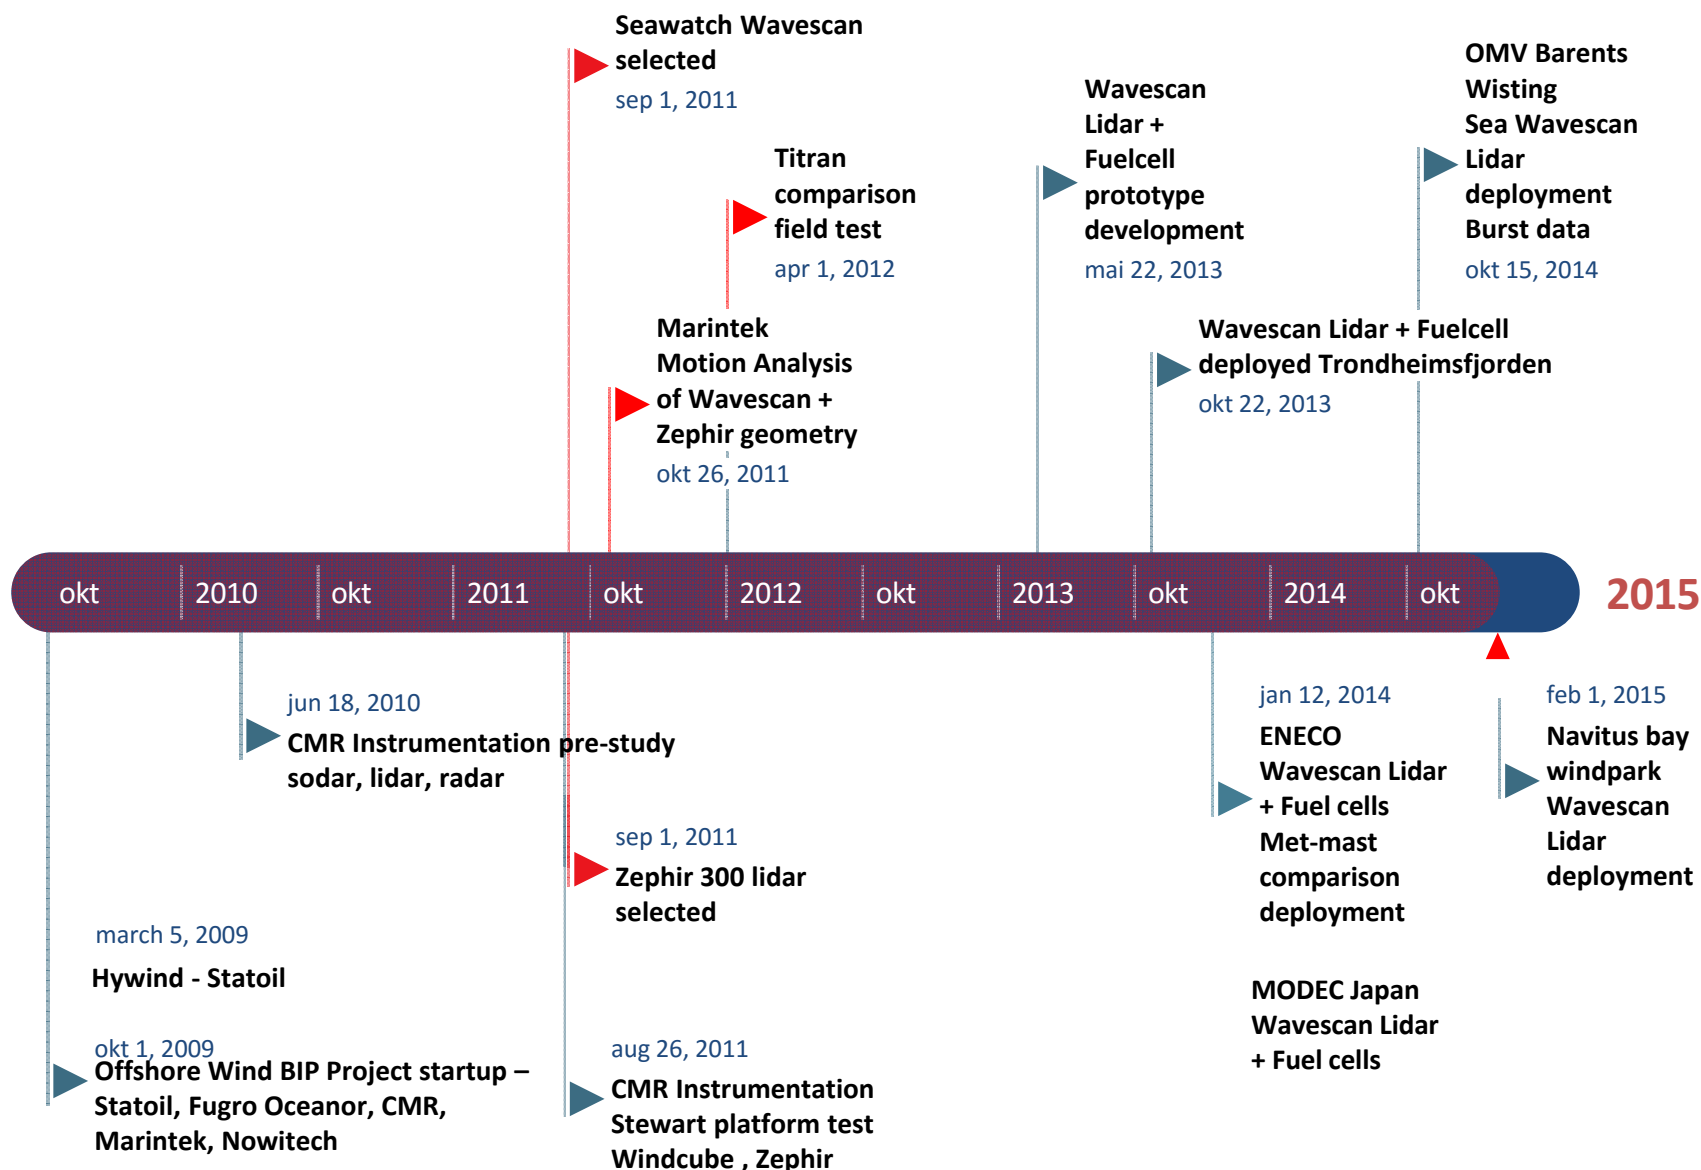 Seawatch Wavescan
selected
sep 1, 2011
Titran
comparison
field test
apr 1, 2012
Marintek
Motion Analysis
of Wavescan +
Zephir geometry
okt 26, 2011
Wavescan
Lidar +
Fuelcell
prototype
development
mai 22, 2013
Wavescan Lidar + Fuelcell
deployed Trondheimsfjorden
okt 22, 2013
OMV Barents
Wisting
Sea Wavescan
Lidar
deployment
Burst data
okt 15, 2014
okt 2010 okt 2011 okt 2012 okt 2013 okt 2014 okt 2015
jun 18, 2010
CMR Instrumentation pre-study
sodar, lidar, radar
sep 1, 2011
Zephir 300 lidar
selected
march 5, 2009
Hywind - Statoil
okt 1, 2009
Offshore Wind BIP Project startup –
Statoil, Fugro Oceanor, CMR,
Marintek, Nowitech
aug 26, 2011
CMR Instrumentation
Stewart platform test
Windcube , Zephir
jan 12, 2014
ENECO
Wavescan Lidar
+ Fuel cells
Met-mast
comparison
deployment
MODEC Japan
Wavescan Lidar
+ Fuel cells
feb 1, 2015
Navitus bay
windpark
Wavescan
Lidar
deployment